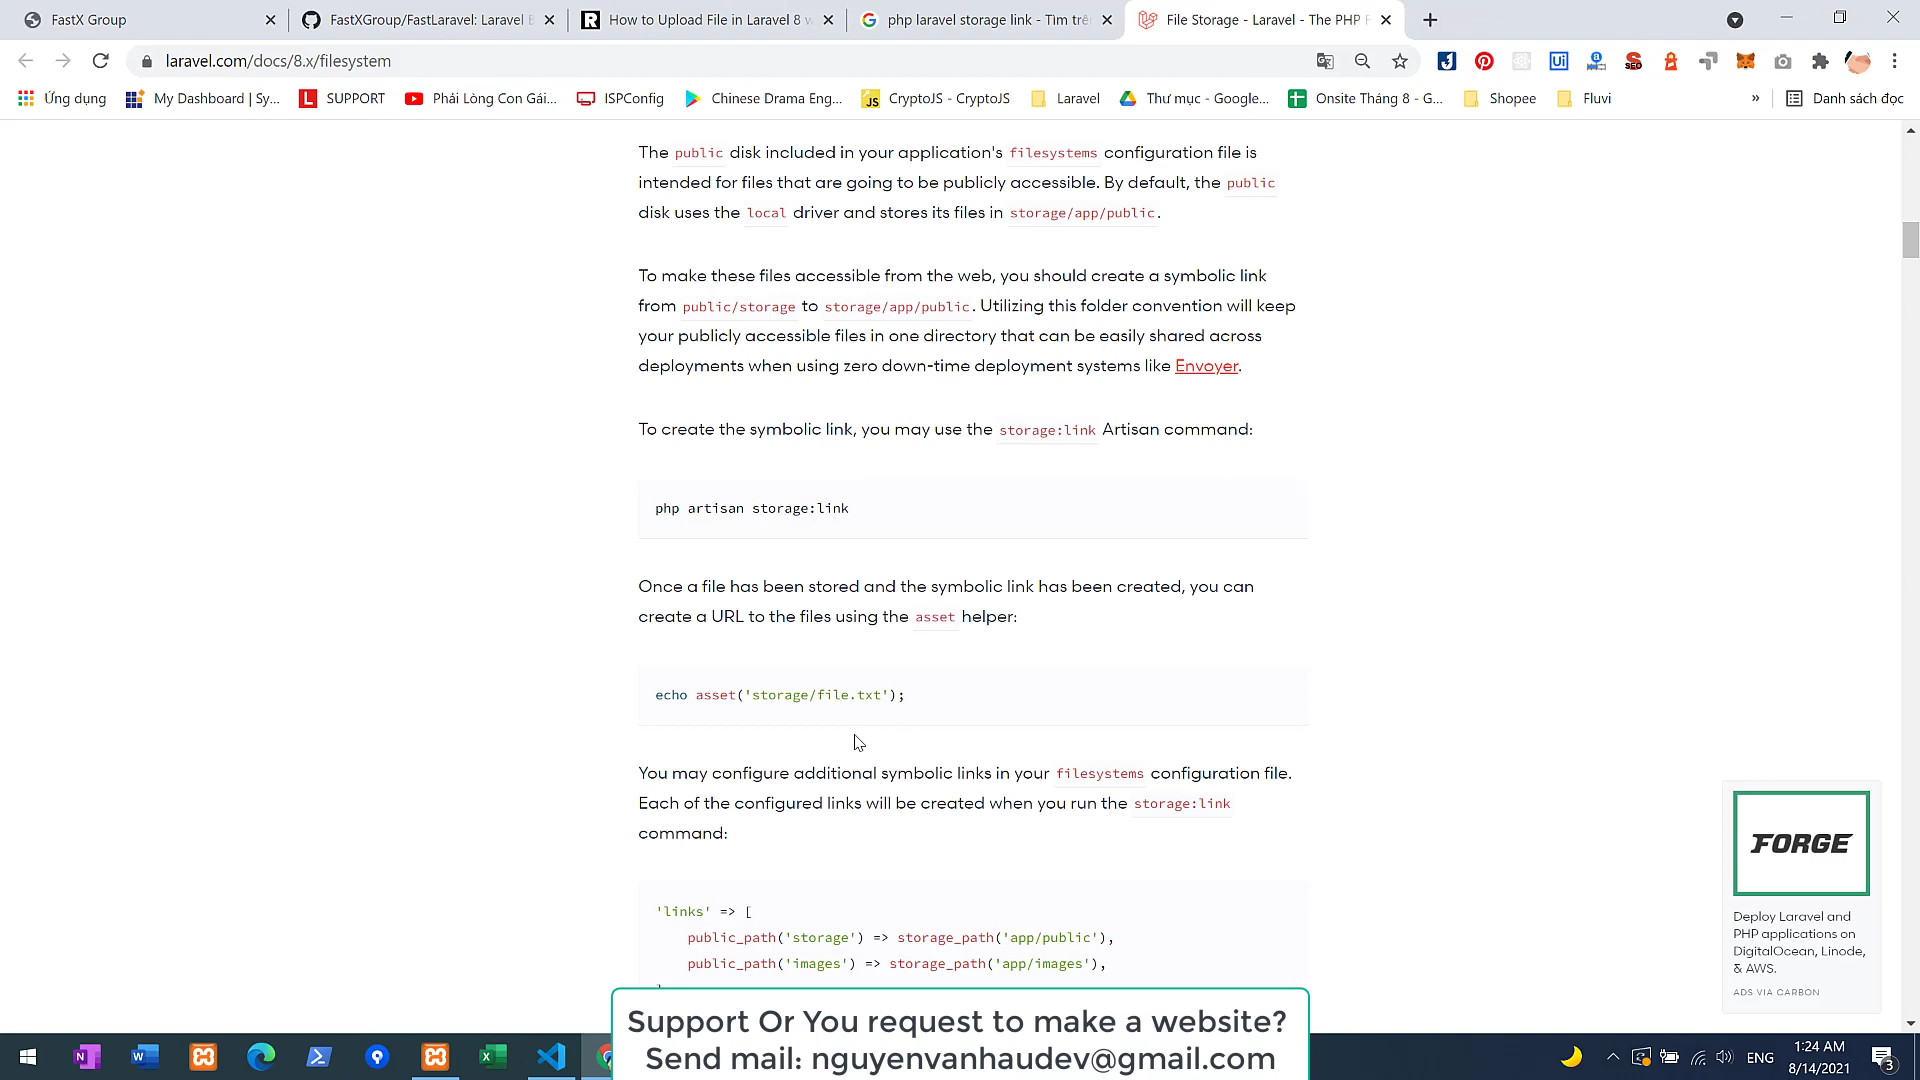 FastX Group
FastXGroup/FastLaravel: Laravel B
How to Upload File in Laravel 8 w
php laravel storage link - Tìm trê
File Storage - Laravel - The PHP F
laravel.com/docs/8.x/filesystem
Ứng dụng
My Dashboard | Sy...
SUPPORT
Phải Lòng Con Gái...
ISPConfig
Chinese Drama Eng...
CryptoJS - CryptoJS
Laravel
Thư mục - Google...
Onsite Tháng 8 - G...
Shopee
Fluvi
»
Danh sách đọc
The public disk included in your application's filesystems configuration file is
intended for files that are going to be publicly accessible. By default, the public
disk uses the local driver and stores its files in storage/app/public.
To make these files accessible from the web, you should create a symbolic link
from public/storage to storage/app/public. Utilizing this folder convention will keep
your publicly accessible files in one directory that can be easily shared across
deployments when using zero down-time deployment systems like Envoyer.
To create the symbolic link, you may use the storage:link Artisan command:
php artisan storage:link
Once a file has been stored and the symbolic link has been created, you can
create a URL to the files using the asset helper:
echo asset('storage/file.txt');
You may configure additional symbolic links in your filesystems configuration file.
Each of the configured links will be created when you run the storage:link
command:
'links' => [
public_path('storage') => storage_path('app/public'),
public_path('images') => storage_path('app/images'),
FORGE
Deploy Laravel and
PHP applications on
DigitalOcean, Linode,
& AWS.
ADS VIA CARBON
Support Or You request to make a website?
Send mail: nguyenvanhaudev@gmail.com
ENG
1:24 AM
8/14/2021
3